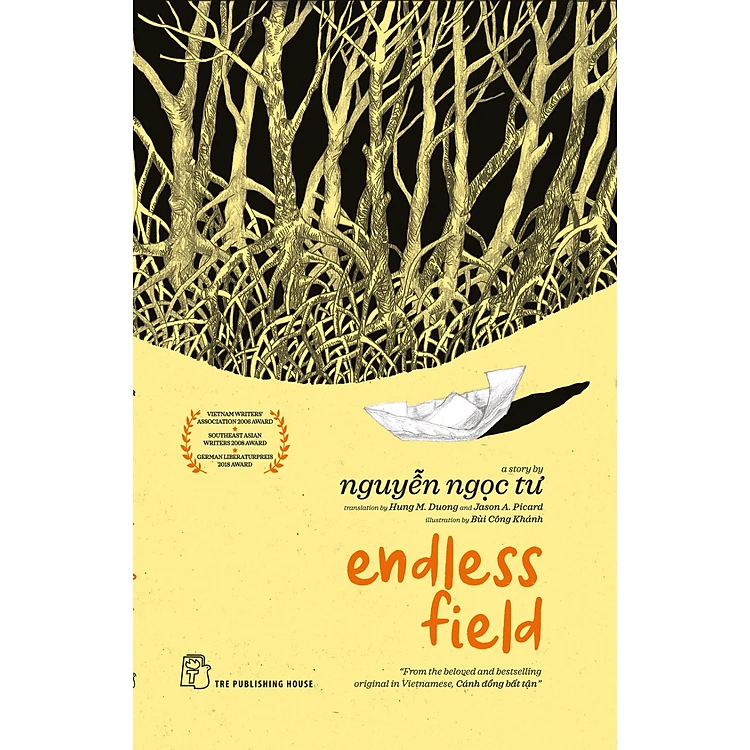 VIETNAM WRITERS'
ASSOCIATION 2006 AWARD
SOUTHEAST ASIAN
WRITERS 2008 AWARD
GERMAN LIBERATURPREIS
2018 AWARD
a story by
nguyễn ngọc tư
translation by Hung M. Duong and Jason A. Picard
illustration by Bùi Công Khánh
endless
field
TRE PUBLISHING HOUSE
"From the beloved and bestselling
original in Vietnamese, Cánh đồng bất tận"